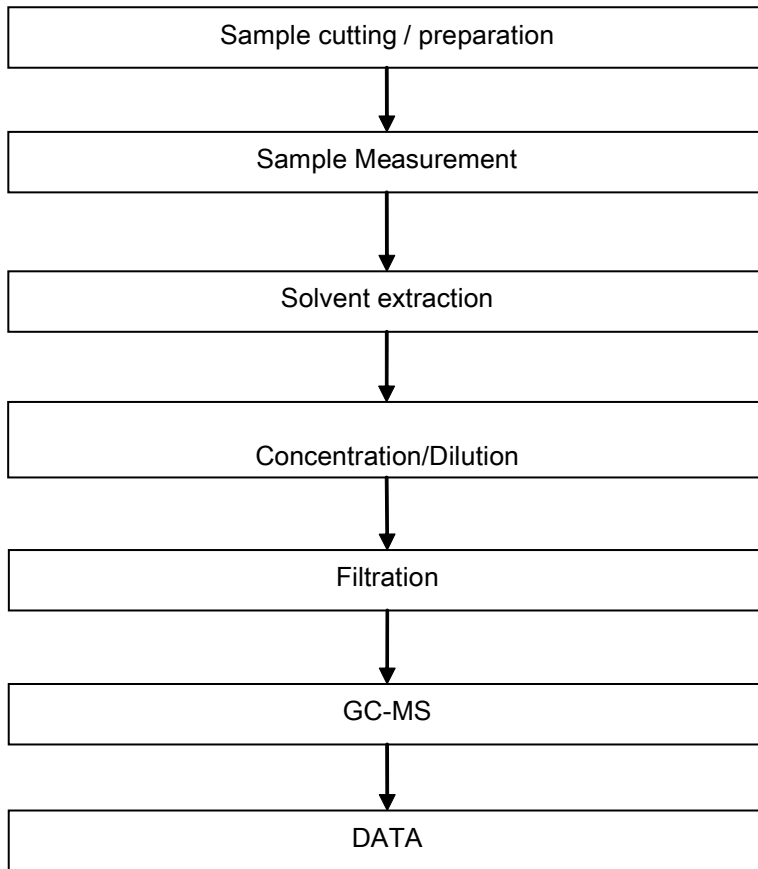 Sample cutting / preparation
Sample Measurement
Solvent extraction
Concentration/Dilution
Filtration
GC-MS
DATA